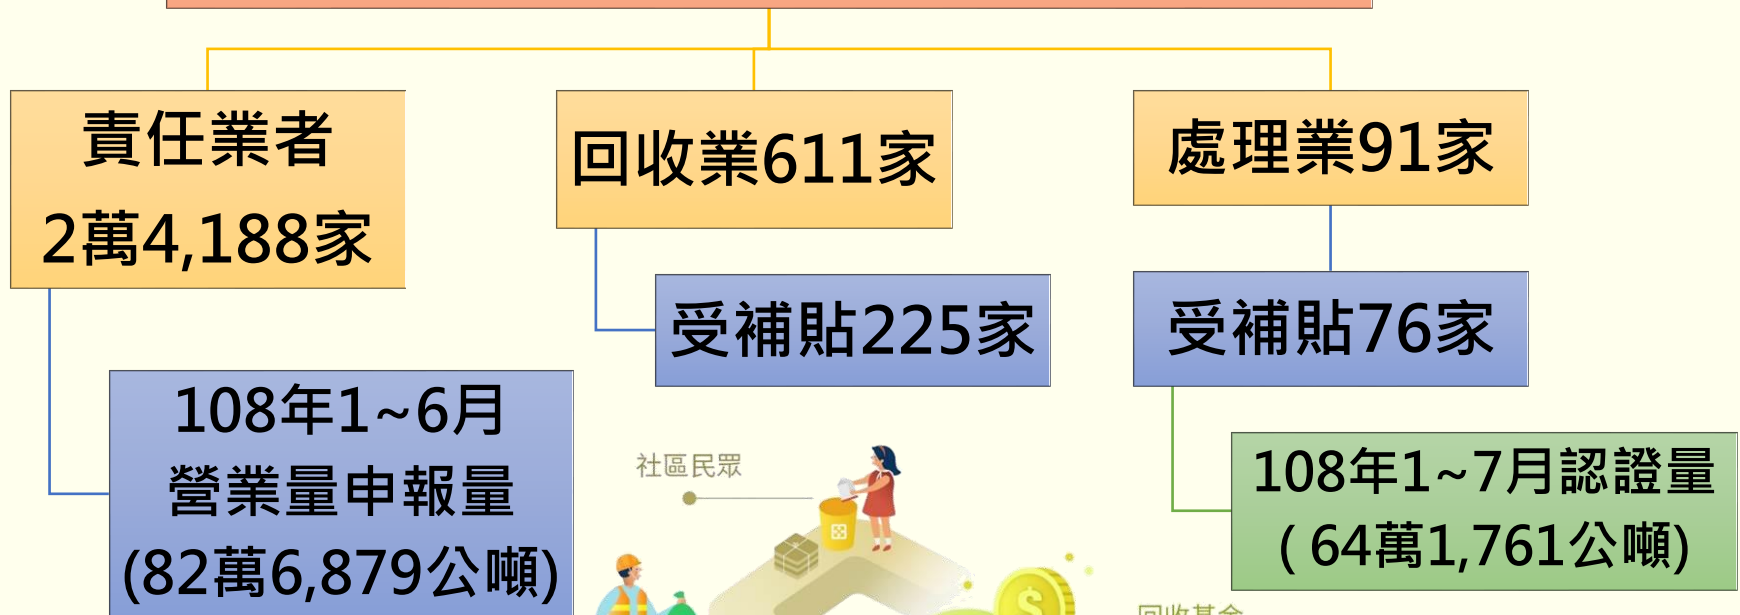 責任業者
2萬4,188家
回收業611家
處理業91家
受補貼225家
受補貼76家
108年1~6月
營業量申報量
(82萬6,879公噸)
社區民眾
108年1~7月認證量
( 64萬1,761公噸)
回收基金